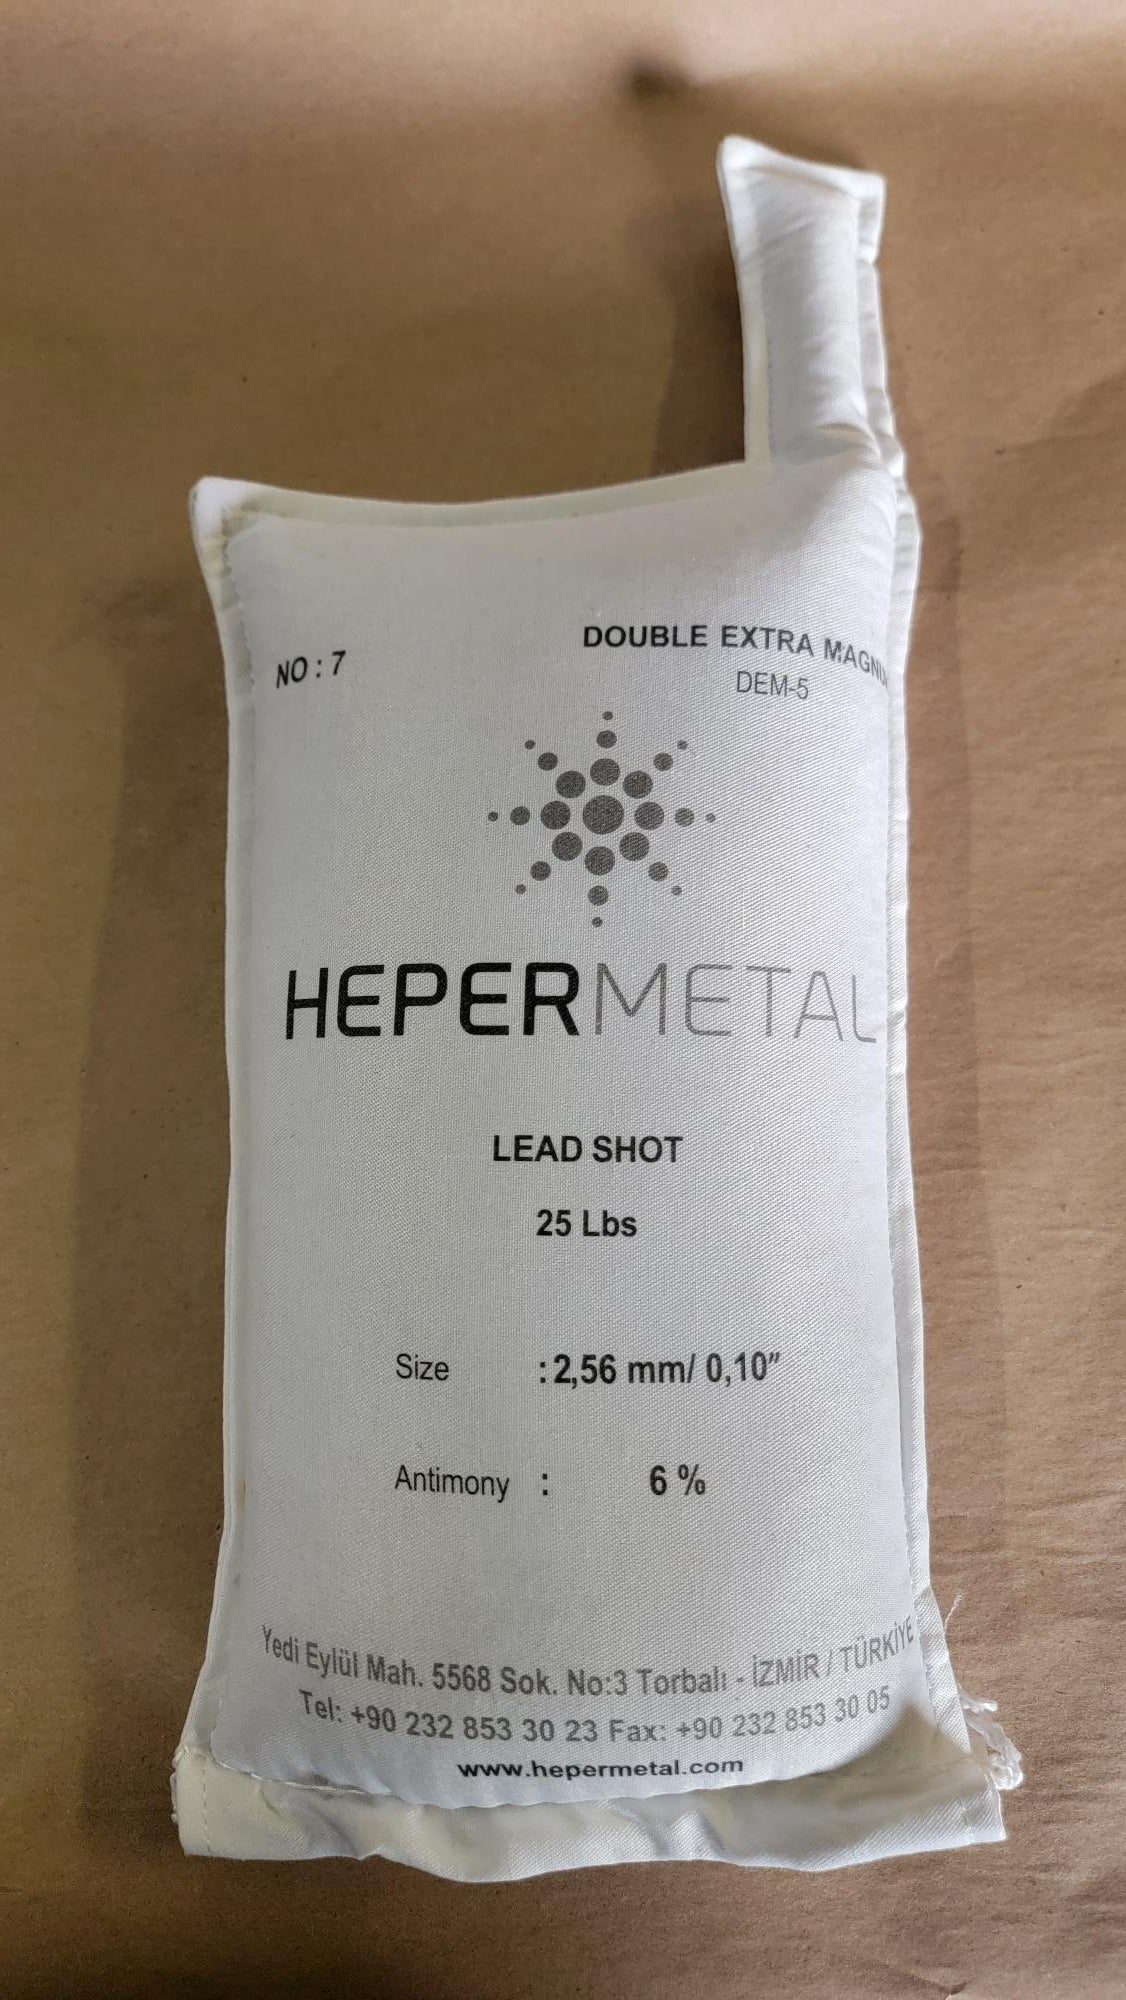 NO : 7
DOUBLE EXTRA
DEM-5
HEPERMETAL
LEAD SHOT
25 Lbs
Size : 2,56 mm/ 0,10”
Antimony : 6 %
Yedi Eylül Mah. 5568 Sok. No:3 Torbalı - İZMİR / TÜRKİYE
Tel: +90 232 853 30 23 Fax: +90 232 853 30 05
www.hepermetal.com